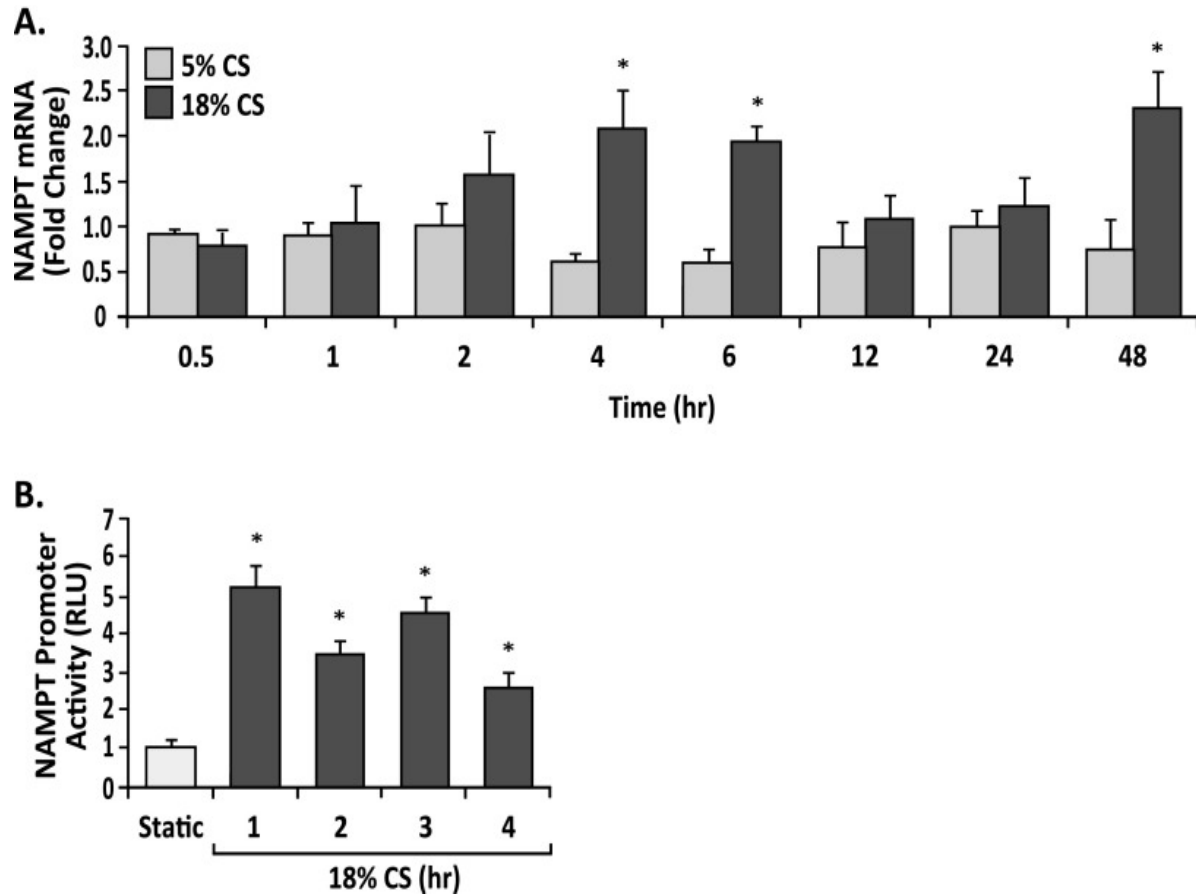 A.
NAMPT mRNA
(Fold Change)
3.0
2.5
2.0
1.5
1.0
0.5
0
5% CS
18% CS
*
*
*
0.5 1 2 4 6 12 24 48
Time (hr)
B.
NAMPT Promoter
Activity (RLU)
7
6
5
4
3
2
1
0
*
*
*
*
Static 1 2 3 4
18% CS (hr)